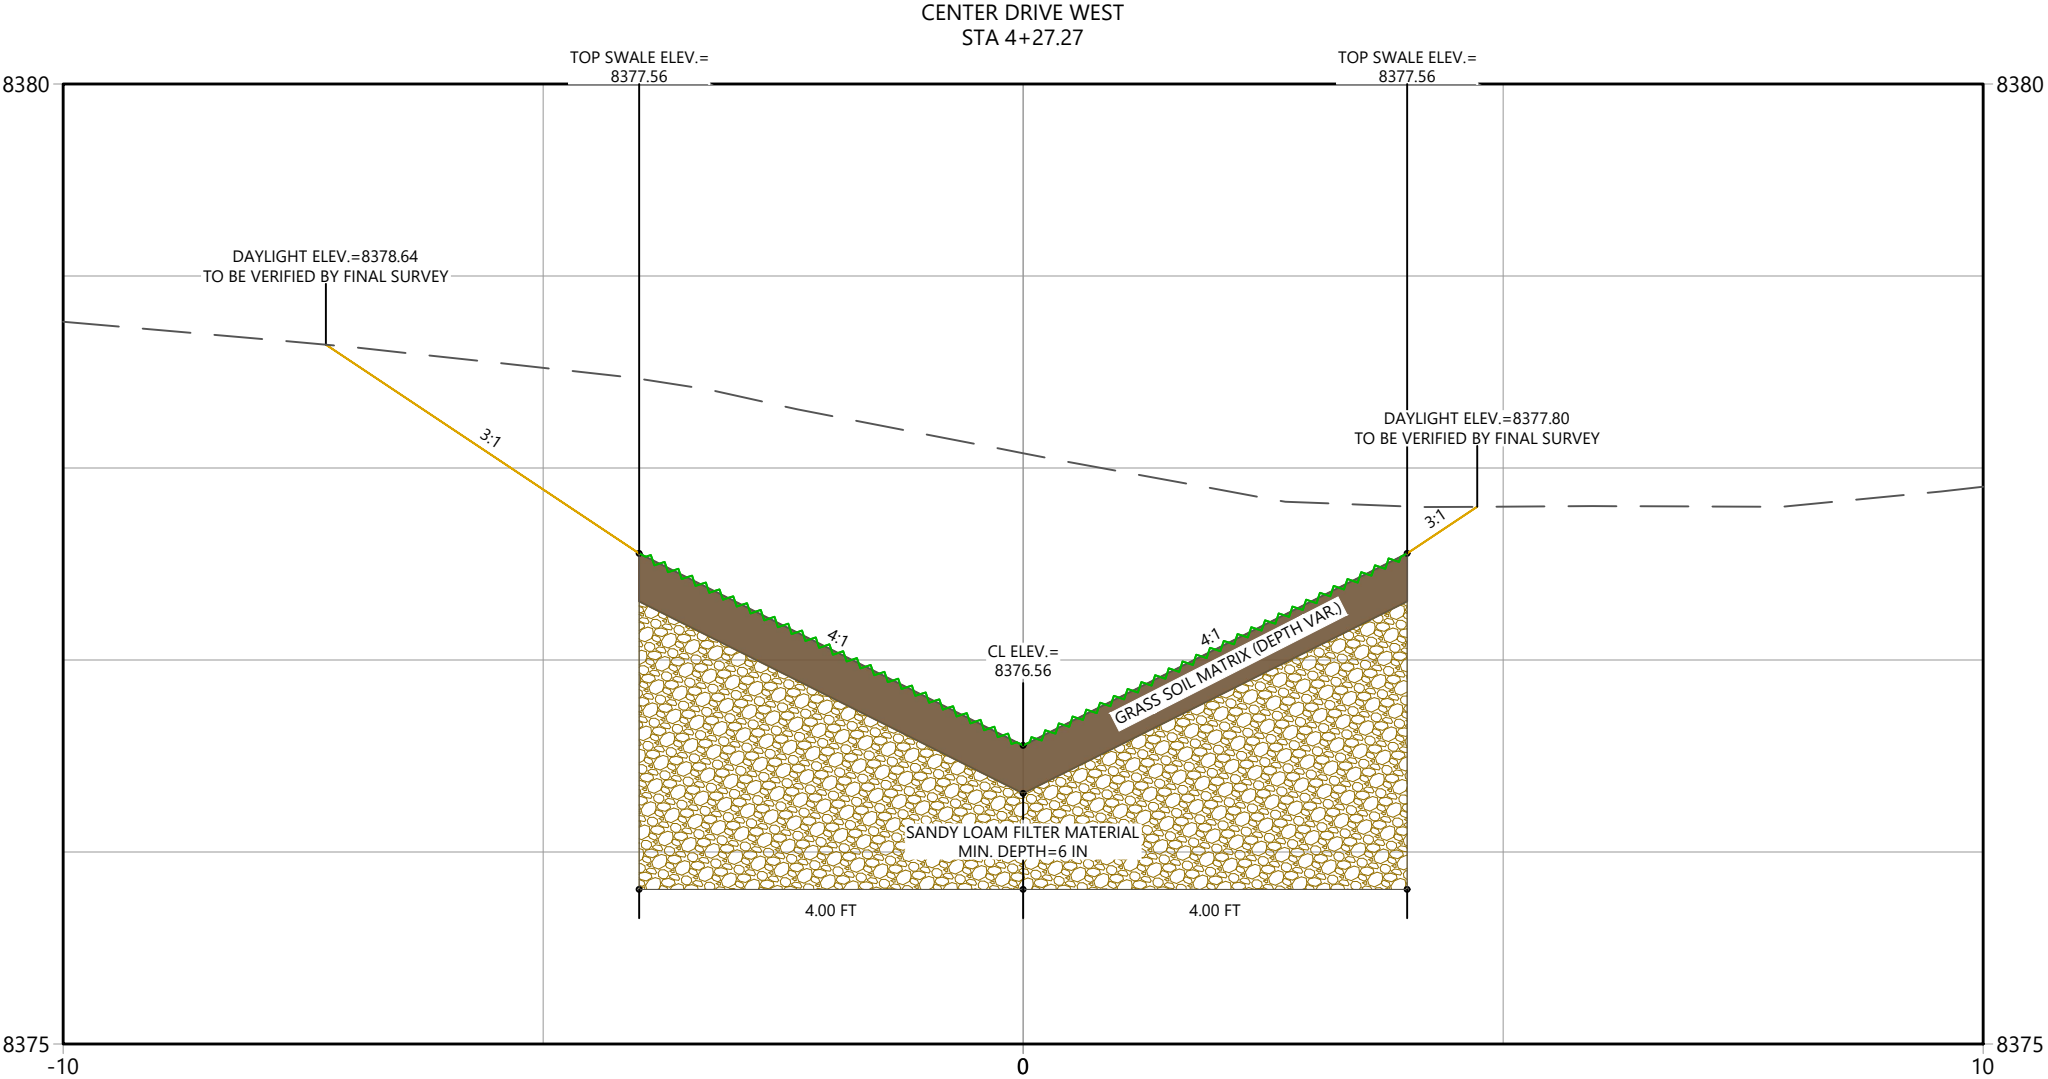 CENTER DRIVE WEST
STA 4+27.27
TOP SWALE ELEV.=
8377.56
TOP SWALE ELEV.=
8377.56
8380
8380
DAYLIGHT ELEV.=8378.64
TO BE VERIFIED BY FINAL SURVEY
DAYLIGHT ELEV.=8377.80
TO BE VERIFIED BY FINAL SURVEY
3:1
3:1
4:1
4:1
GRASS SOIL MATRIX (DEPTH VAR.)
CL ELEV.=
8376.56
SANDY LOAM FILTER MATERIAL
MIN. DEPTH=6 IN
4.00 FT
4.00 FT
8375
8375
-10
0
10